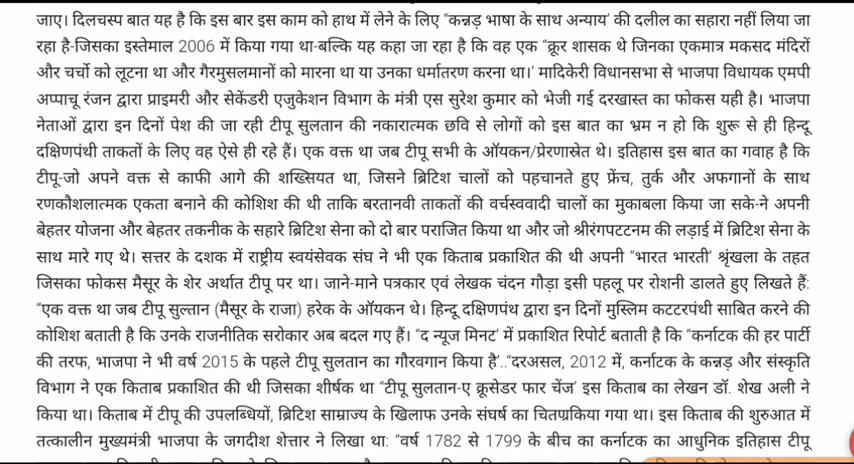 जाए। दिलचस्प बात यह है कि इस बार इस काम को हाथ में लेने के लिए "कन्नड़ भाषा के साथ अन्याय' की दलील का सहारा नहीं लिया जा
रहा है-जिसका इस्तेमाल 2006 में किया गया था-बल्कि यह कहा जा रहा है कि वह एक "क्रूर शासक थे जिनका एकमात्र मकसद मंदिरों
और चर्चो को लूटना था और गैरमुसलमानों को मारना था या उनका धर्मातरण करना था।' मादिकेरी विधानसभा से भाजपा विधायक एमपी
अप्पाचू रंजन द्वारा प्राइमरी और सेकेंडरी एजुकेशन विभाग के मंत्री एस सुरेश कुमार को भेजी गई दरखास्त का फोकस यही है। भाजपा
नेताओं द्वारा इन दिनों पेश की जा रही टीपू सुलतान की नकारात्मक छवि से लोगों को इस बात का भ्रम न हो कि शुरू से ही हिन्दू
दक्षिणपंथी ताकतों के लिए वह ऐसे ही रहे हैं। एक वक्त था जब टीपू सभी के ऑयकन/प्रेरणास्रेत थे। इतिहास इस बात का गवाह है कि
टीपू-जो अपने वक्त से काफी आगे की शख्सियत था, जिसने ब्रिटिश चालों को पहचानते हुए फ्रेंच, तुर्क और अफगानों के साथ
रणकौशलात्मक एकता बनाने की कोशिश की थी ताकि बरतानवी ताकतों की वर्चस्ववादी चालों का मुकाबला किया जा सके-ने अपनी
बेहतर योजना और बेहतर तकनीक के सहारे ब्रिटिश सेना को दो बार पराजित किया था और जो श्रीरंगपटटनम की लड़ाई में ब्रिटिश सेना के
साथ मारे गए थे। सत्तर के दशक में राष्ट्रीय स्वयंसेवक संघ ने भी एक किताब प्रकाशित की थी अपनी "भारत भारती' श्रृंखला के तहत
जिसका फोकस मैसूर के शेर अर्थात टीपू पर था। जाने-माने पत्रकार एवं लेखक चंदन गौड़ा इसी पहलू पर रोशनी डालते हुए लिखते हैं:
"एक वक्त था जब टीपू सुल्तान (मैसूर के राजा) हरेक के ऑयकन थे। हिन्दू दक्षिणपंथ द्वारा इन दिनों मुस्लिम कटटरपंथी साबित करने की
कोशिश बताती है कि उनके राजनीतिक सरोकार अब बदल गए हैं। "द न्यूज मिनट' में प्रकाशित रिपोर्ट बताती है कि "कर्नाटक की हर पार्टी
की तरफ, भाजपा ने भी वर्ष 2015 के पहले टीपू सुलतान का गौरवगान किया है'.."दरअसल, 2012 में, कर्नाटक के कन्नड़ और संस्कृति
विभाग ने एक किताब प्रकाशित की थी जिसका शीर्षक था "टीपू सुलतान-ए क्रूसेडर फार चेंज' इस किताब का लेखन डॉ. शेख अली ने
किया था। किताब में टीपू की उपलब्धियों, ब्रिटिश साम्राज्य के खिलाफ उनके संघर्ष का चितण्रकिया गया था। इस किताब की शुरुआत में
तत्कालीन मुख्यमंत्री भाजपा के जगदीश शेत्तार ने लिखा था: "वर्ष 1782 से 1799 के बीच का कर्नाटक का आधुनिक इतिहास टीपू